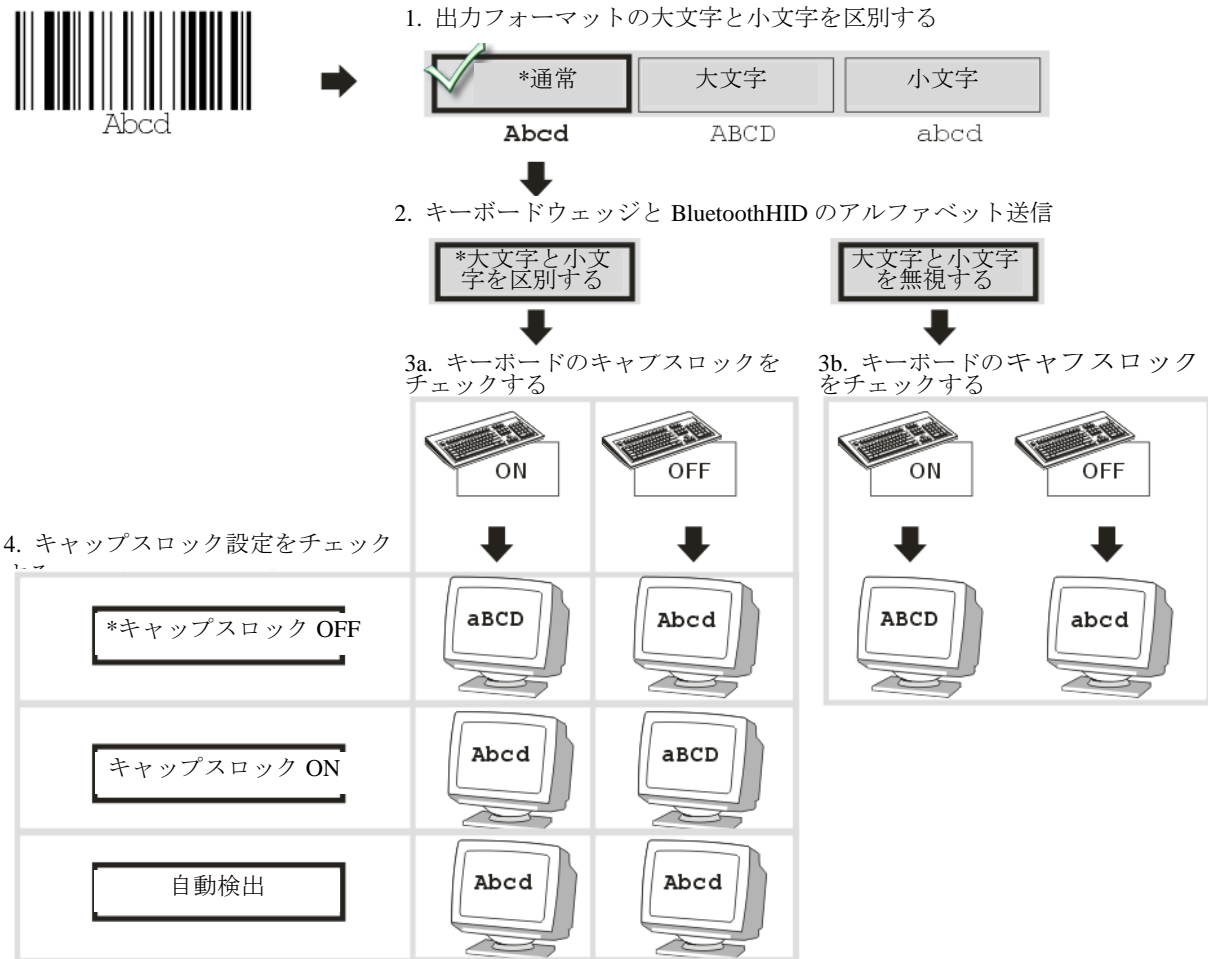 Abcd
1. 出力フォーマットの大文字と小文字を区別する
*通常
大文字
小文字
Abcd
ABCD
abcd
2. キーボードウェッジと BluetoothHID のアルファベット送信
*大文字と小文
字を区別する
大文字と小文字
を無視する
3a. キーボードのキャブスロックを
チェックする
3b. キーボードのキャフスロック
をチェックする
ON
OFF
ON
OFF
4. キャップスロック設定をチェック
*キャップスロック OFF
aBCD
Abcd
ABCD
abcd
キャップスロック ON
Abcd
aBCD
自動検出
Abcd
Abcd